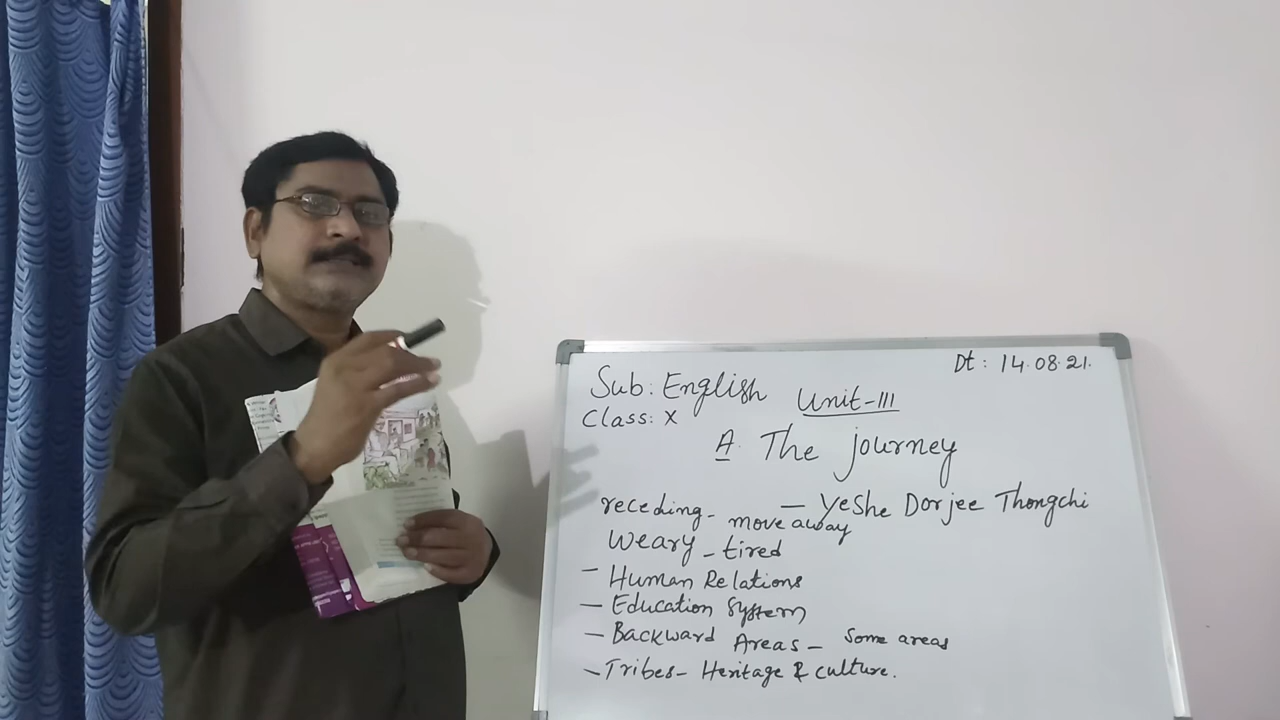 Dt: 14.08.21.
Sub: English
Unit-III
Class: X
A. The journey
— Yeshe Dorjee Thongchi
receding- move away
Weary - tired
— Human Relations
— Education System
— Backward Areas - Some areas
— Tribes- Heritage & culture.